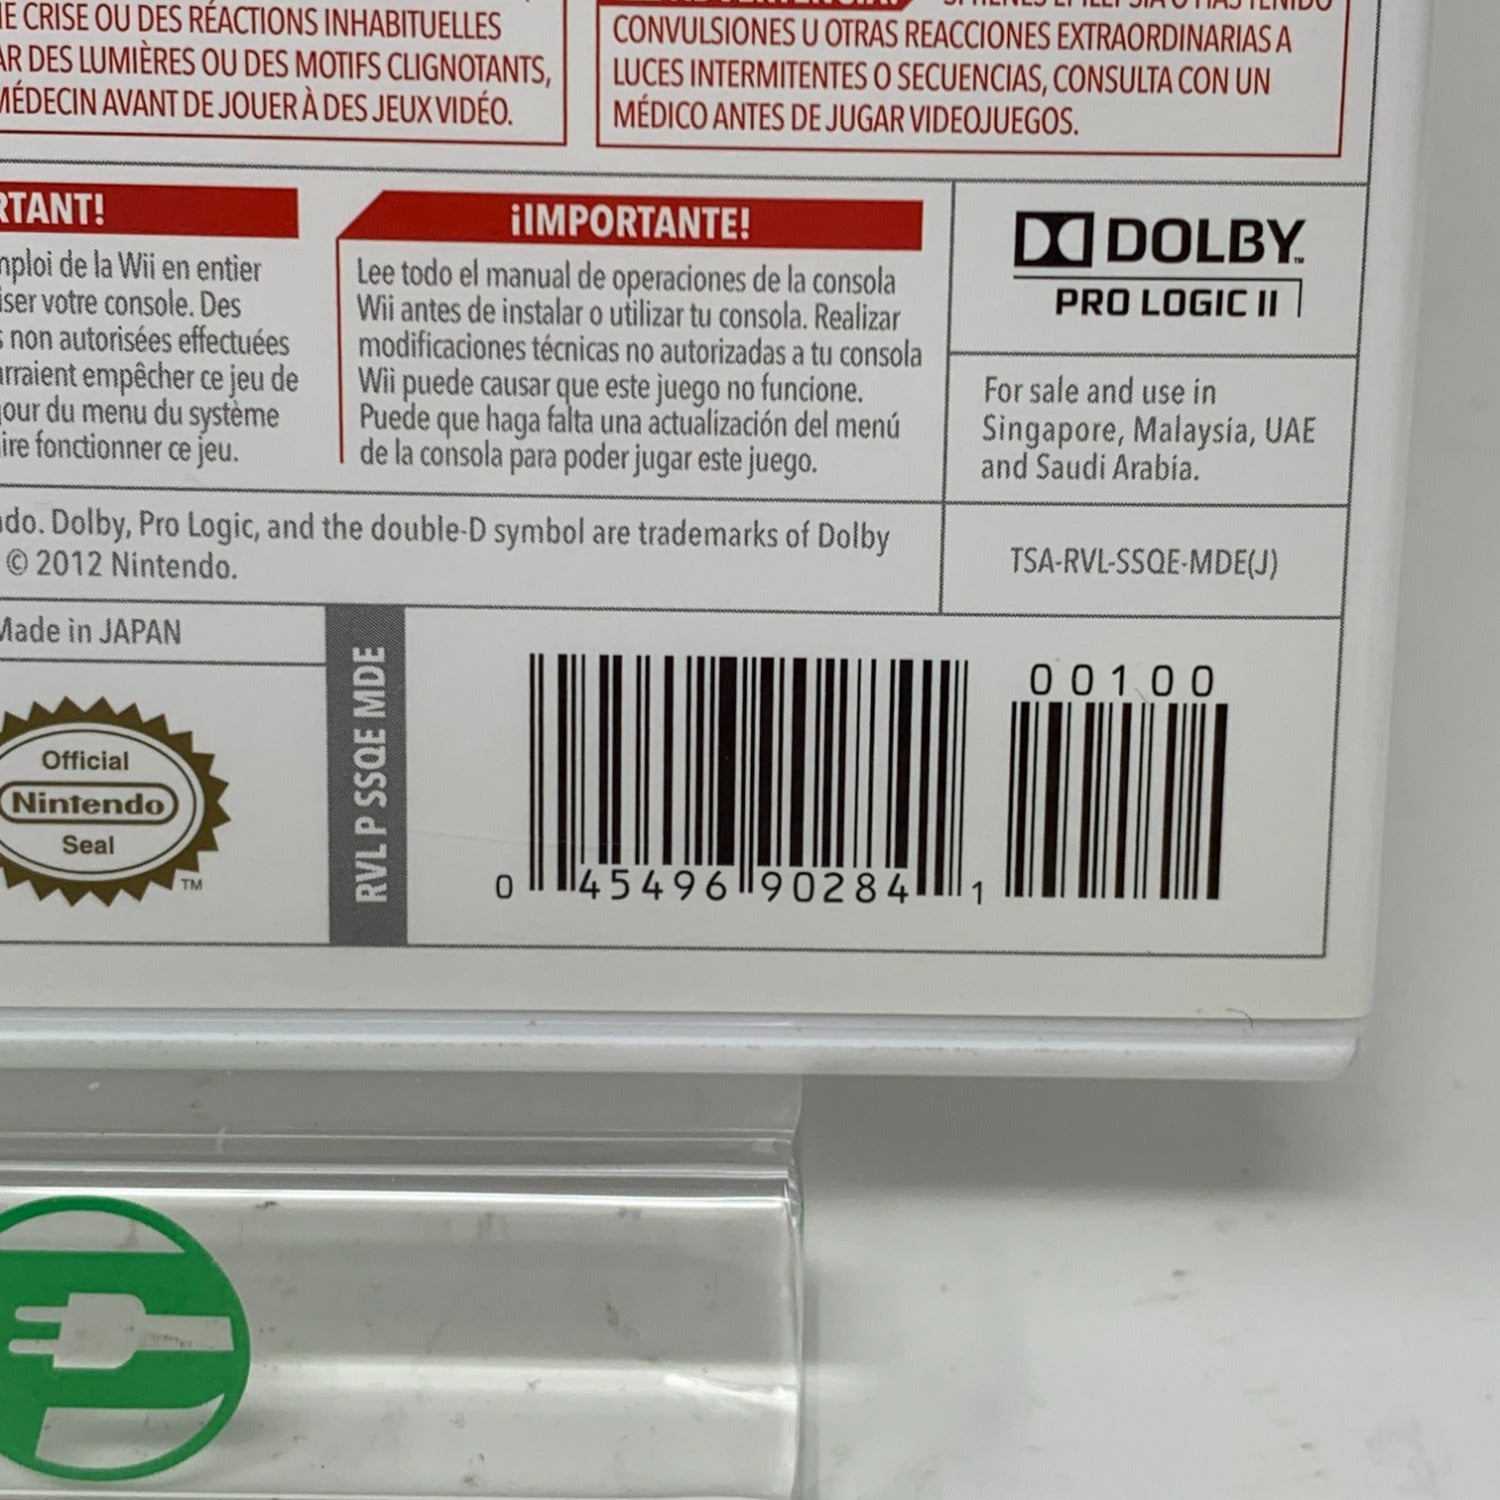 CRISE OU DES RÉACTIONS INHABITUELLES
DES LUMIÈRES OU DES MOTIFS CLIGNOTANTS,
MÉDECIN AVANT DE JOUER À DES JEUX VIDÉO.
CONVULSIONES U OTRAS REACCIONES EXTRAORDINARIAS A
LUCES INTERMITENTES O SECUENCIAS, CONSULTA CON UN
MÉDICO ANTES DE JUGAR VIDEOJUEGOS.
RTANT!
nploi de la Wii en entier
iser votre console. Des
non autorisées effectuées
rraient empêcher ce jeu de
jour du menu du système
ire fonctionner ce jeu.
¡IMPORTANTE!
Lee todo el manual de operaciones de la consola
Wii antes de instalar o utilizar tu consola. Realizar
modificaciones técnicas no autorizadas a tu consola
Wii puede causar que este juego no funcione.
Puede que haga falta una actualización del menú
de la consola para poder jugar este juego.
DOLBY™
PRO LOGIC II
For sale and use in
Singapore, Malaysia, UAE
and Saudi Arabia.
do. Dolby, Pro Logic, and the double-D symbol are trademarks of Dolby
© 2012 Nintendo.
TSA-RVL-SSQE-MDE(J)
Made in JAPAN
Official
Nintendo
Seal
TM
RVL P SSQE MDE
00100
0 45496 90284 1